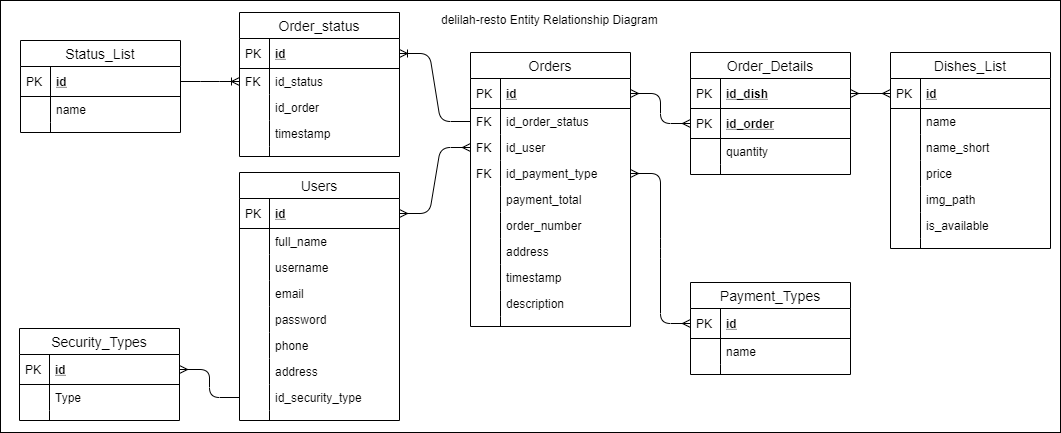 delilah-resto Entity Relationship Diagram
Status_List
PK id
name
Order_status
PK id
FK id_status
id_order
timestamp
Orders
PK id
FK id_order_status
FK id_user
FK id_payment_type
payment_total
order_number
address
timestamp
description
Order_Details
PK id_dish
PK id_order
quantity
Dishes_List
PK id
name
name_short
price
img_path
is_available
Users
PK id
full_name
username
email
password
phone
address
id_security_type
Payment_Types
PK id
name
Security_Types
PK id
Type